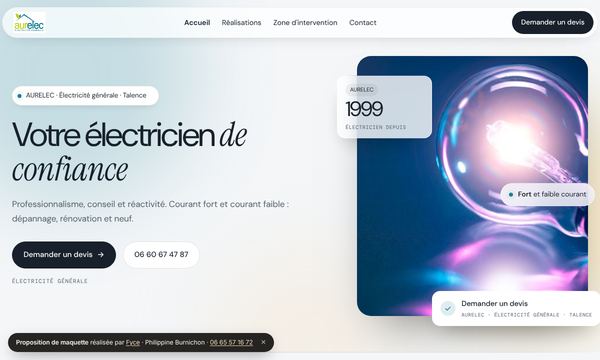 aurelec
Accueil Réalisations Zone d'intervention Contact
Demander un devis
AURELEC · Électricité générale · Talence
Votre électricien de
confiance
Professionnalisme, conseil et réactivité. Courant fort et courant faible :
dépannage, rénovation et neuf.
Demander un devis →
06 60 67 47 87
ÉLECTRICITÉ GÉNÉRALE
AURELEC
1999
ÉLECTRICIEN DEPUIS
Fort et faible courant
Demander un devis
AURELEC · ÉLECTRICITÉ GÉNÉRALE · TALENCE
Proposition de maquette réalisée par Fyce · Philippine Burnichon · 06 65 57 16 72 ×